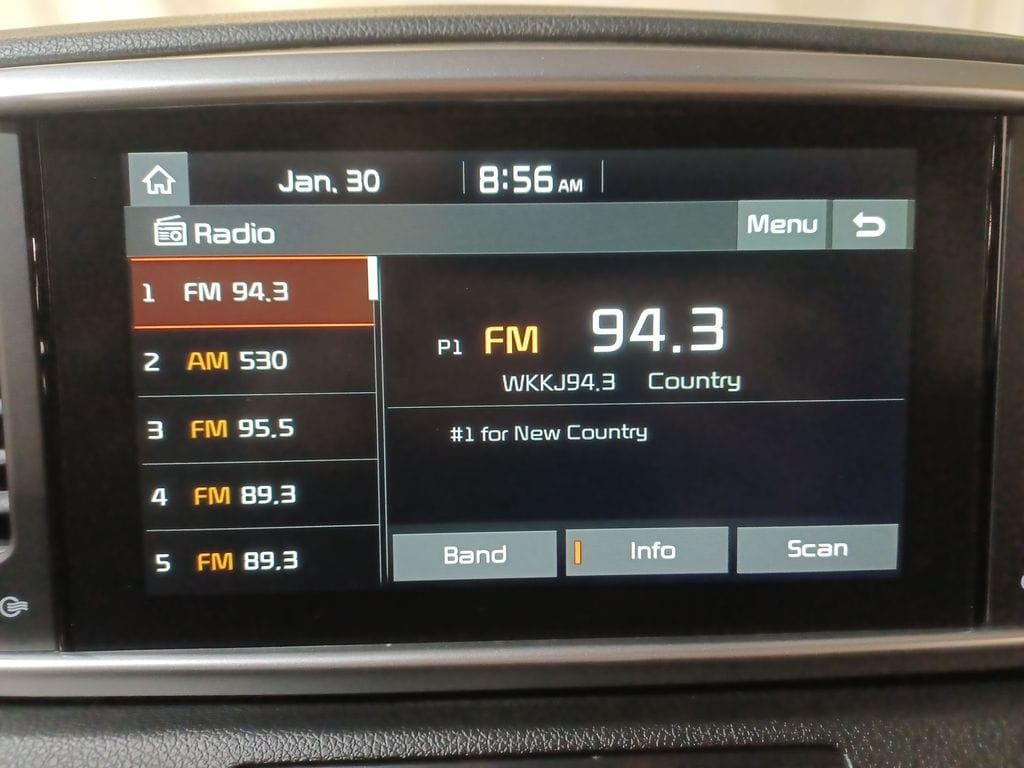 Jan. 30 8:56 AM
Radio Menu
1 FM 94.3
2 AM 530
3 FM 95.5
4 FM 89.3
5 FM 89.3
P1 FM 94.3
WKKJ94.3 Country
#1 for New Country
Band Info Scan